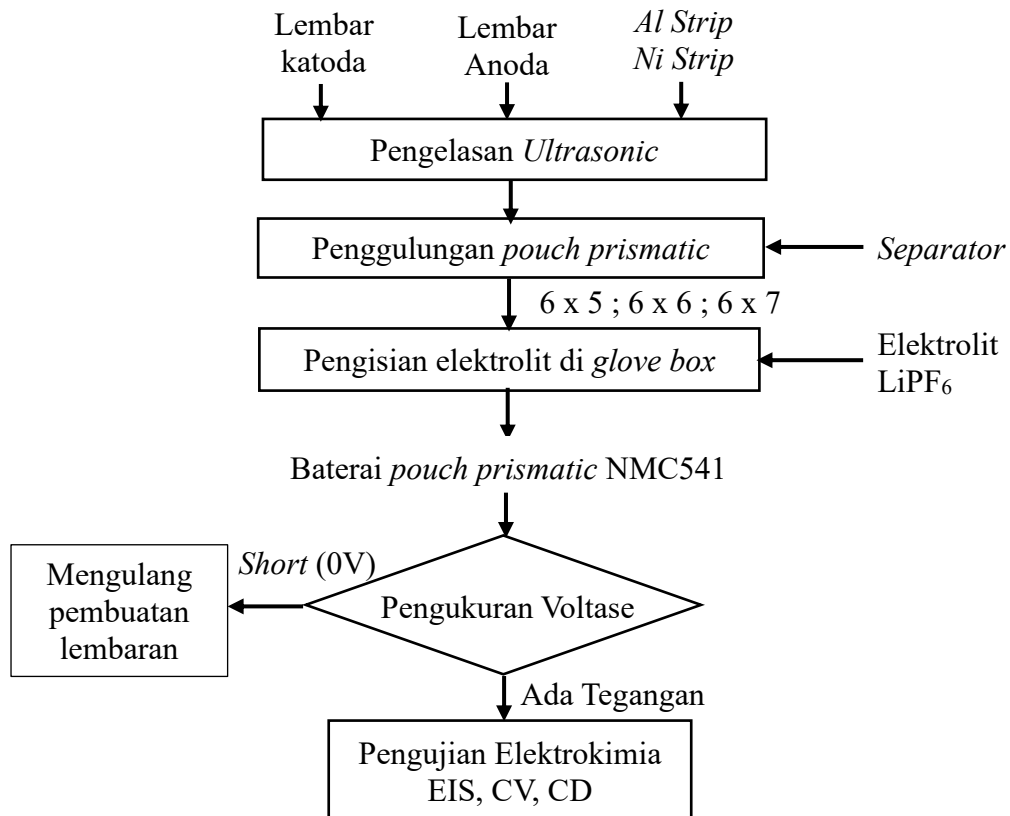 Lembar
katoda
Lembar
Anoda
Al Strip
Ni Strip
Pengelasan Ultrasonic
Penggulungan pouch prismatic
Separator
6 x 5 ; 6 x 6 ; 6 x 7
Pengisian elektrolit di glove box
Elektrolit
LiPF₆
Baterai pouch prismatic NMC541
Short (0V)
Mengulang
pembuatan
lembaran
Pengukuran Voltase
Ada Tegangan
Pengujian Elektrokimia
EIS, CV, CD